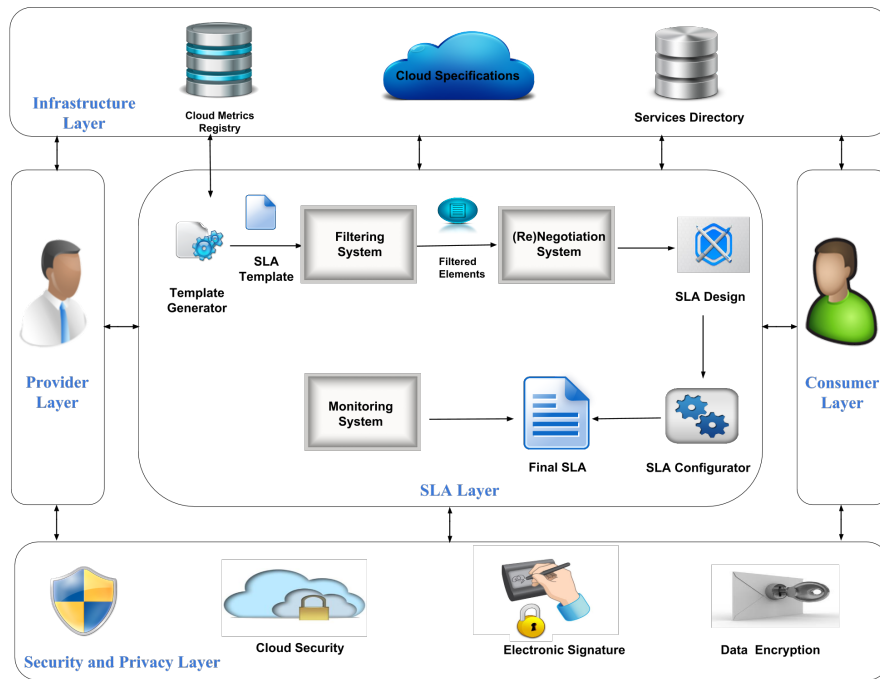 Cloud Specifications
Infrastructure
Layer
Cloud Metrics
Registry
Services Directory
SLA
Template
Template
Generator
Filtering
System
Filtered
Elements
(Re)Negotiation
System
SLA Design
Provider
Layer
Consumer
Layer
Monitoring
System
Final SLA
SLA Configurator
SLA Layer
Cloud Security
Electronic Signature
Data Encryption
Security and Privacy Layer